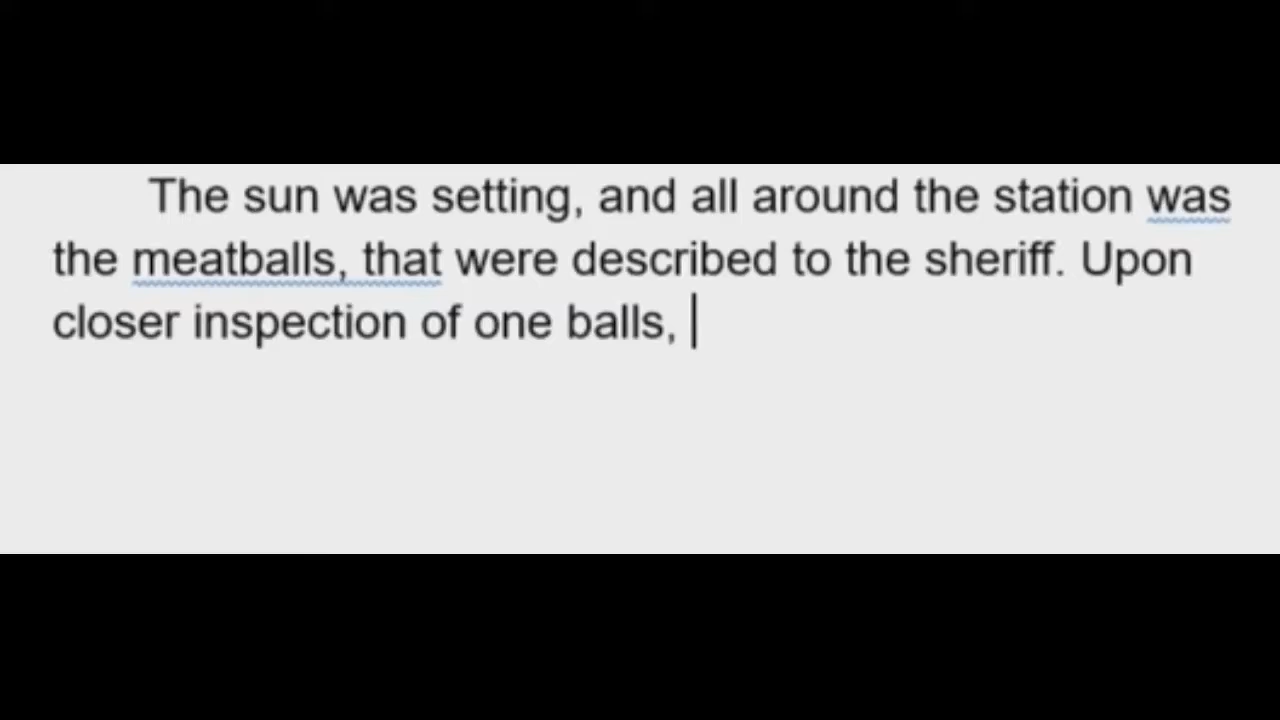 The sun was setting, and all around the station was
the meatballs, that were described to the sheriff. Upon
closer inspection of one balls,